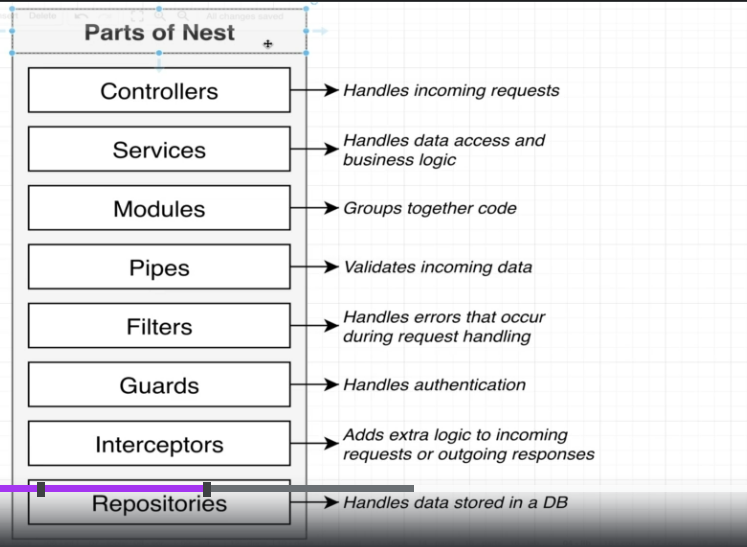 Delete
All changes saved
Parts of Nest
Controllers
Handles incoming requests
Services
Handles data access and
business logic
Modules
Groups together code
Pipes
Validates incoming data
Filters
Handles errors that occur
during request handling
Guards
Handles authentication
Interceptors
Adds extra logic to incoming
requests or outgoing responses
Repositories
Handles data stored in a DB